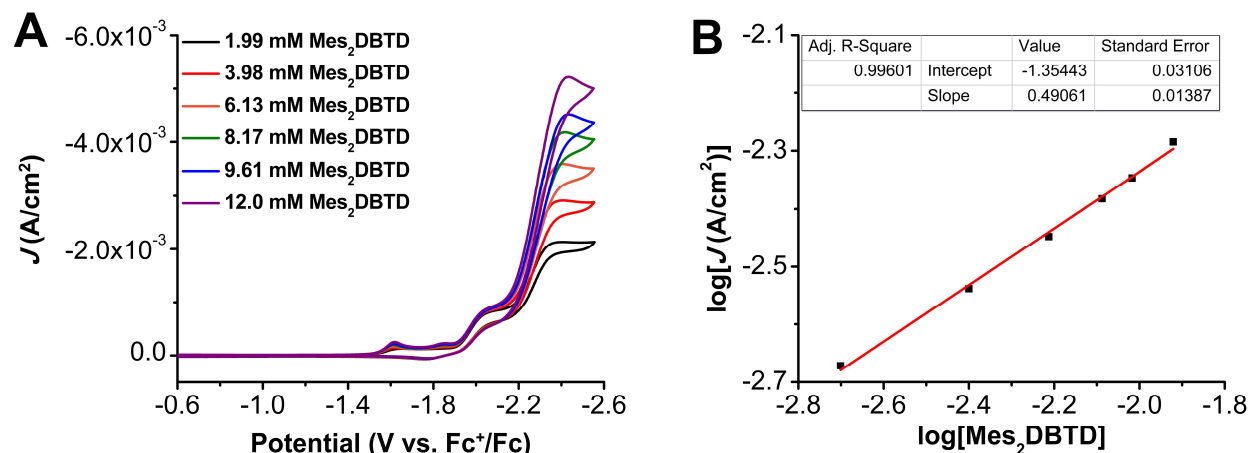 A
-6.0x10⁻³
-4.0x10⁻³
-2.0x10⁻³
0.0
J (A/cm²)
1.99 mM Mes₂DBTD
3.98 mM Mes₂DBTD
6.13 mM Mes₂DBTD
8.17 mM Mes₂DBTD
9.61 mM Mes₂DBTD
12.0 mM Mes₂DBTD
-0.6 -1.0 -1.4 -1.8 -2.2 -2.6
Potential (V vs. Fc⁺/Fc)
B
-2.1
-2.3
-2.5
-2.7
log[J (A/cm²)]
Adj. R-Square Value Standard Error
0.99601 Intercept -1.35443 0.03106
Slope 0.49061 0.01387
-2.8 -2.6 -2.4 -2.2 -2.0 -1.8
log[Mes₂DBTD]